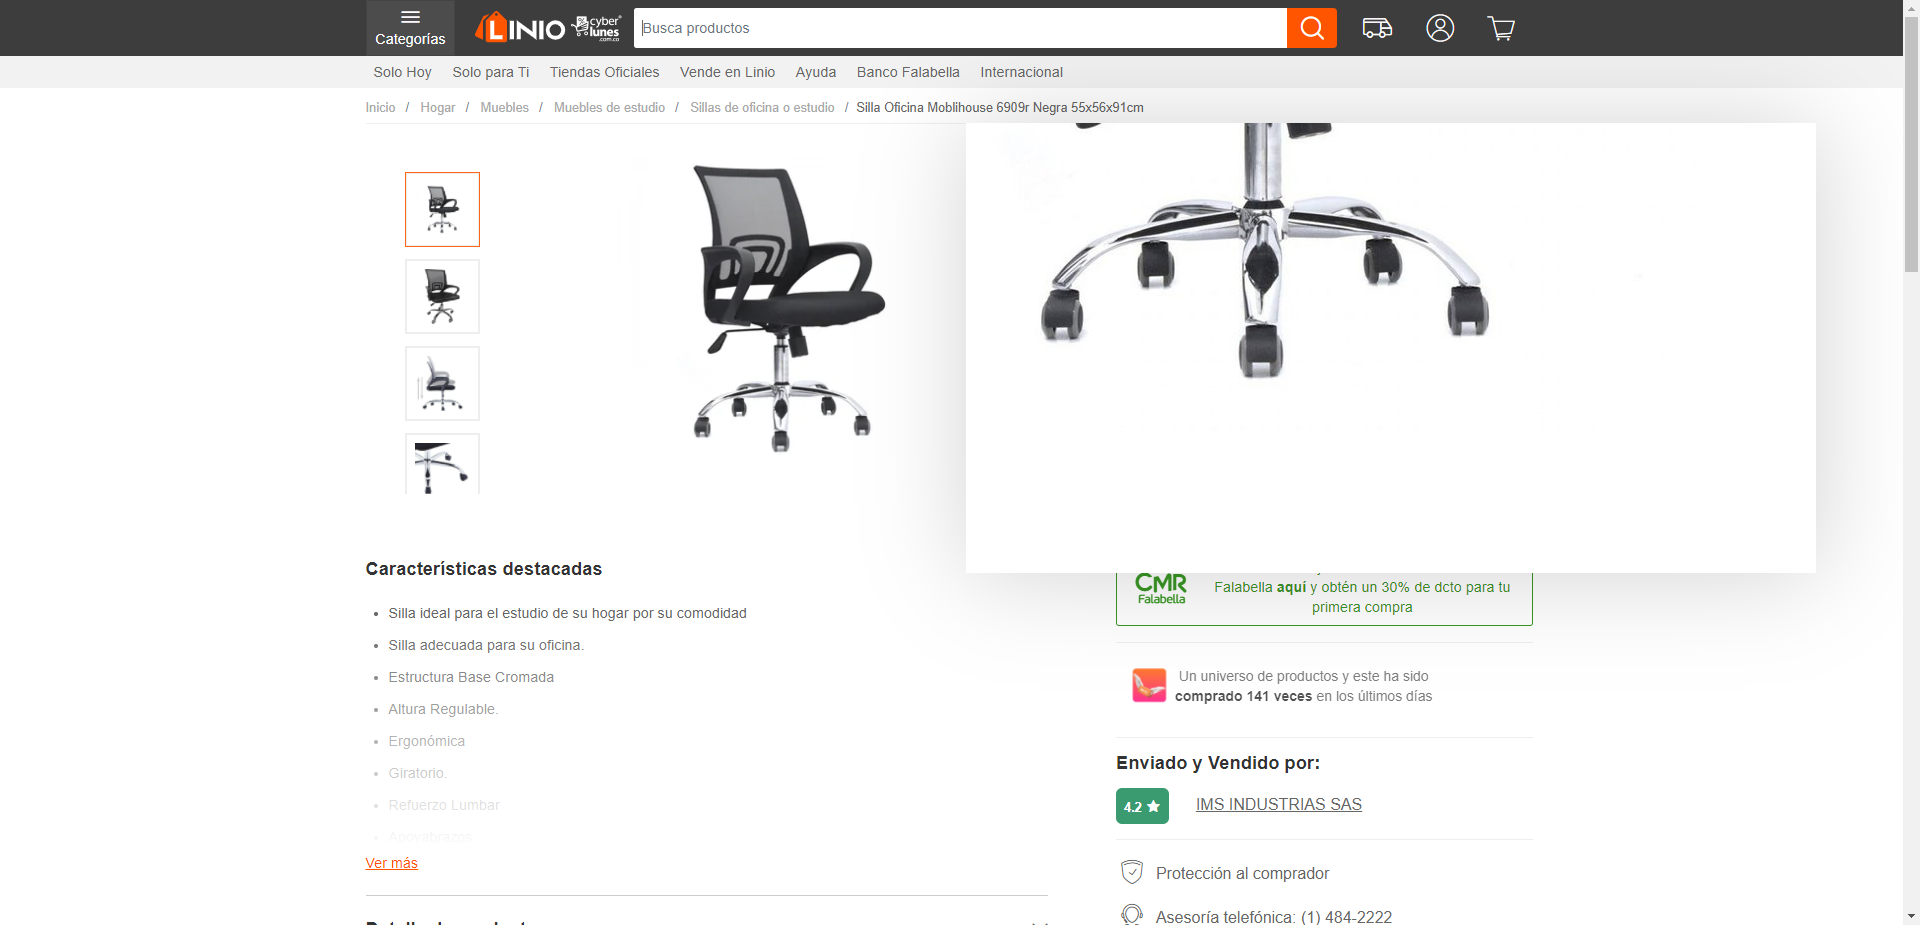 Categorías
LINIO
cyber
lunes
.com.co
Busca productos
Solo Hoy
Solo para Ti
Tiendas Oficiales
Vende en Linio
Ayuda
Banco Falabella
Internacional
Inicio / Hogar / Muebles / Muebles de estudio / Sillas de oficina o estudio / Silla Oficina Moblihouse 6909r Negra 55x56x91cm
Características destacadas
Silla ideal para el estudio de su hogar por su comodidad
Silla adecuada para su oficina.
Estructura Base Cromada
Altura Regulable.
Ergonómica
Giratorio.
Refuerzo Lumbar
Apoyabrazos
Ver más
CMR
Falabella
Falabella aquí y obtén un 30% de dcto para tu
primera compra
Un universo de productos y este ha sido
comprado 141 veces en los últimos días
Enviado y Vendido por:
4.2 ★
IMS INDUSTRIAS SAS
Protección al comprador
Asesoría telefónica: (1) 484-2222